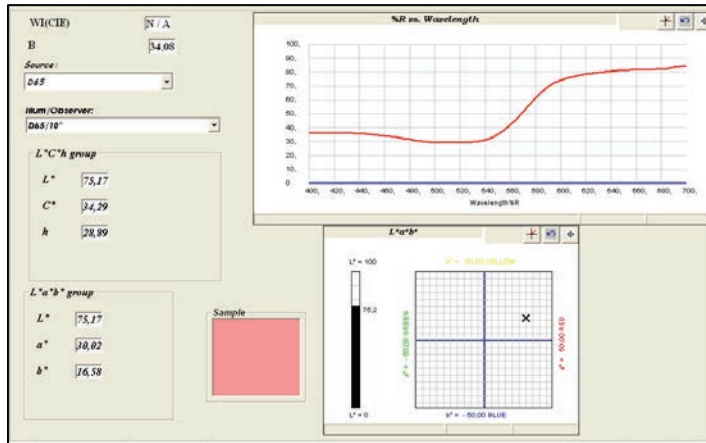 WI(CIE) N / A
B 34,08
Source:
D65
Illum/Observer:
D65/10°
L*C*h group
L* 75,17
C* 34,29
h 28,89
L*a*b* group
L* 75,17
a* 30,02
b* 16,58
Sample
%R vs. Wavelength
100,
90,
80,
70,
60,
50,
40,
30,
20,
10,
0
400, 420, 440, 460, 480, 500, 520, 540, 560, 580, 600, 620, 640, 660, 680, 700,
Wavelength%R
L*a*b*
L* = 100
75,2
L* = 0
b* = 50,00 YELLOW
a* = -50,00 GREEN
a* = 50,00 RED
b* = -50,00 BLUE